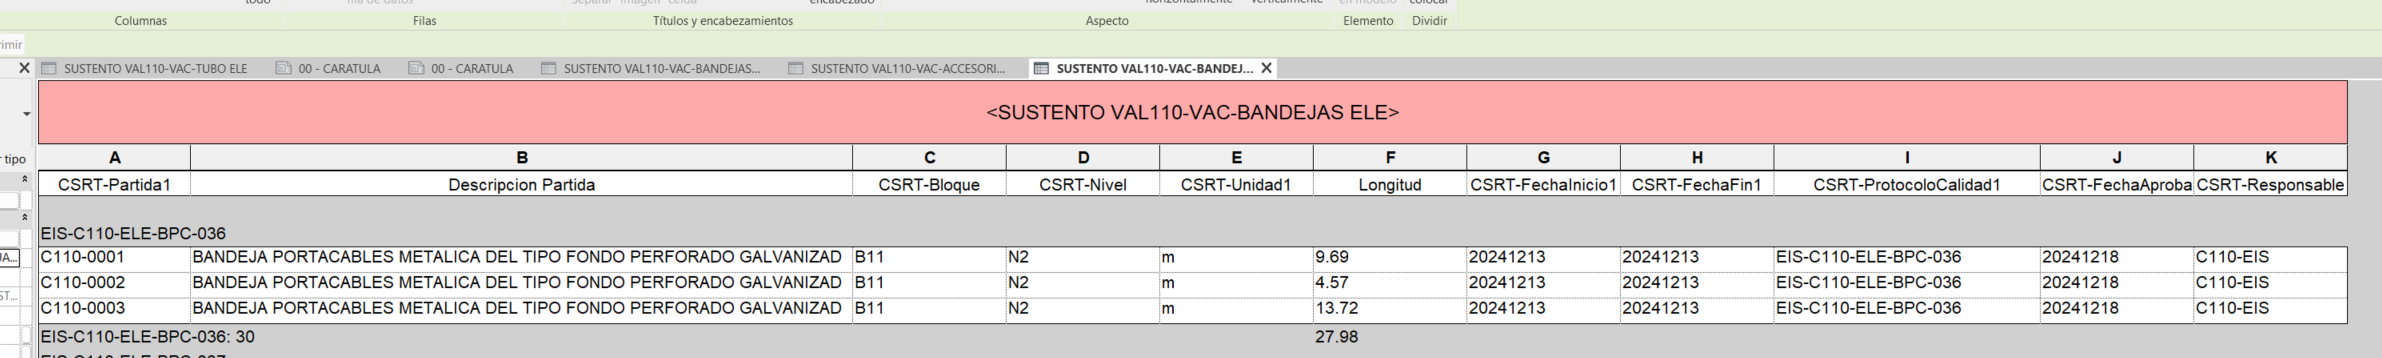 todo
horizontalmente verticalmente en modelo colocar
Separar imagen celda encabezado
Columnas Filas Títulos y encabezamientos Aspecto Elemento Dividir
SUSTENTO VAL110-VAC-TUBO ELE 00 - CARATULA 00 - CARATULA SUSTENTO VAL110-VAC-BANDEJAS... SUSTENTO VAL110-VAC-ACCESORI... SUSTENTO VAL110-VAC-BANDEJ...
<SUSTENTO VAL110-VAC-BANDEJAS ELE>
A B C D E F G H I J K
tipo
CSRT-Partida1 Descripcion Partida CSRT-Bloque CSRT-Nivel CSRT-Unidad1 Longitud CSRT-FechaInicio1 CSRT-FechaFin1 CSRT-ProtocoloCalidad1 CSRT-FechaAproba CSRT-Responsable
EIS-C110-ELE-BPC-036
C110-0001 BANDEJA PORTACABLES METALICA DEL TIPO FONDO PERFORADO GALVANIZAD B11 N2 m 9.69 20241213 20241213 EIS-C110-ELE-BPC-036 20241218 C110-EIS
C110-0002 BANDEJA PORTACABLES METALICA DEL TIPO FONDO PERFORADO GALVANIZAD B11 N2 m 4.57 20241213 20241213 EIS-C110-ELE-BPC-036 20241218 C110-EIS
C110-0003 BANDEJA PORTACABLES METALICA DEL TIPO FONDO PERFORADO GALVANIZAD B11 N2 m 13.72 20241213 20241213 EIS-C110-ELE-BPC-036 20241218 C110-EIS
EIS-C110-ELE-BPC-036: 30 27.98